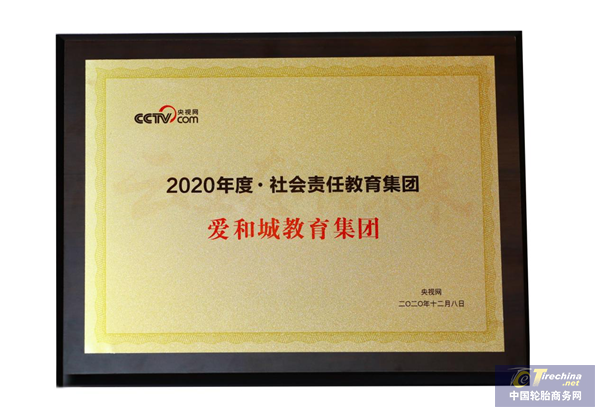 CCTV.com 央视网
2020年度·社会责任教育集团
爱和城教育集团
央视网
二〇二〇年十二月八日
Tirechina
.net
中国轮胎商务网